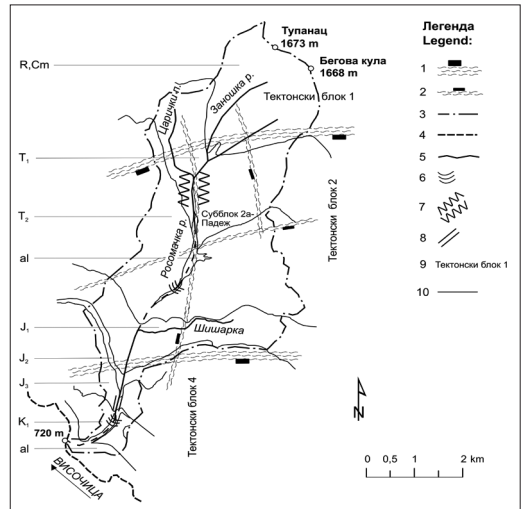 Тупанац
1673 m
Бегова кула
1668 m
R,Cm
Царички п.
Заношка р.
Тектонски блок 1
T₁
T₂
Росомачка р.
Субблок 2а-
Падеж
Тектонски блок 2
al
J₁
Шишарка
J₂
J₃
Тектонски блок 4
K₁
720 m
al
ВИСОЧИЦА
Легенда
Legend:
1
2
3
4
5
6
7
8
9 Тектонски блок 1
10
N
0 0,5 1 2 km